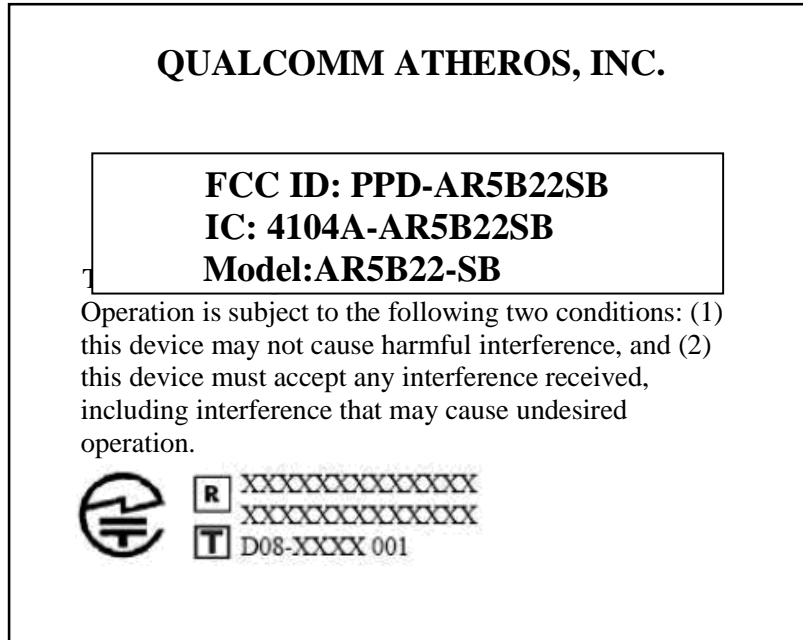 QUALCOMM ATHEROS, INC.
FCC ID: PPD-AR5B22SB
IC: 4104A-AR5B22SB
Model:AR5B22-SB
Operation is subject to the following two conditions: (1)
this device may not cause harmful interference, and (2)
this device must accept any interference received,
including interference that may cause undesired
operation.
R XXXXXXXXXXXXXX
XXXXXXXXXXXXXX
T D08-XXXX 001